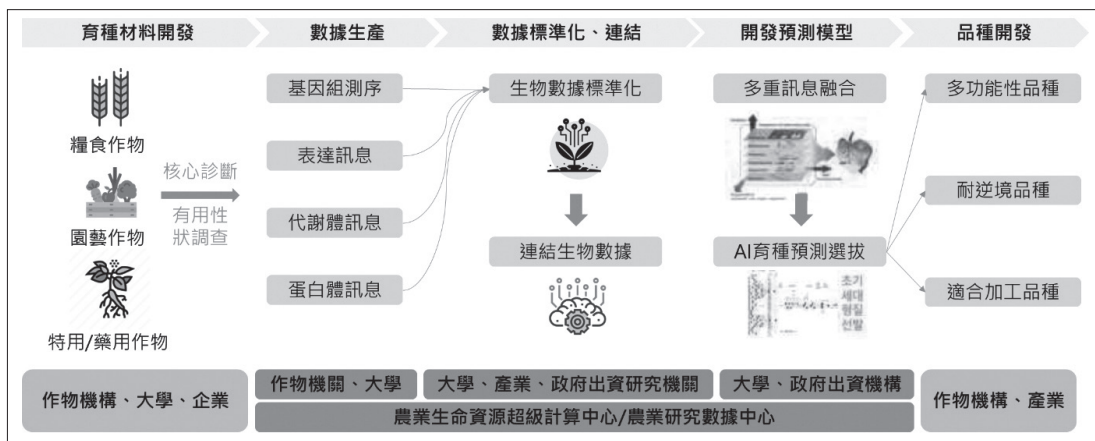 育種材料開發
數據生產
數據標準化、連結
開發預測模型
品種開發
糧食作物
園藝作物
特用/藥用作物
核心診斷
有用性
狀調查
基因組測序
表達訊息
代謝體訊息
蛋白體訊息
生物數據標準化
連結生物數據
多重訊息融合
AI育種預測選拔
초기
세대
형질
선발
多功能性品種
耐逆境品種
適合加工品種
作物機構、大學、企業
作物機關、大學
大學、產業、政府出資研究機關
大學、政府出資機構
農業生命資源超級計算中心/農業研究數據中心
作物機構、產業